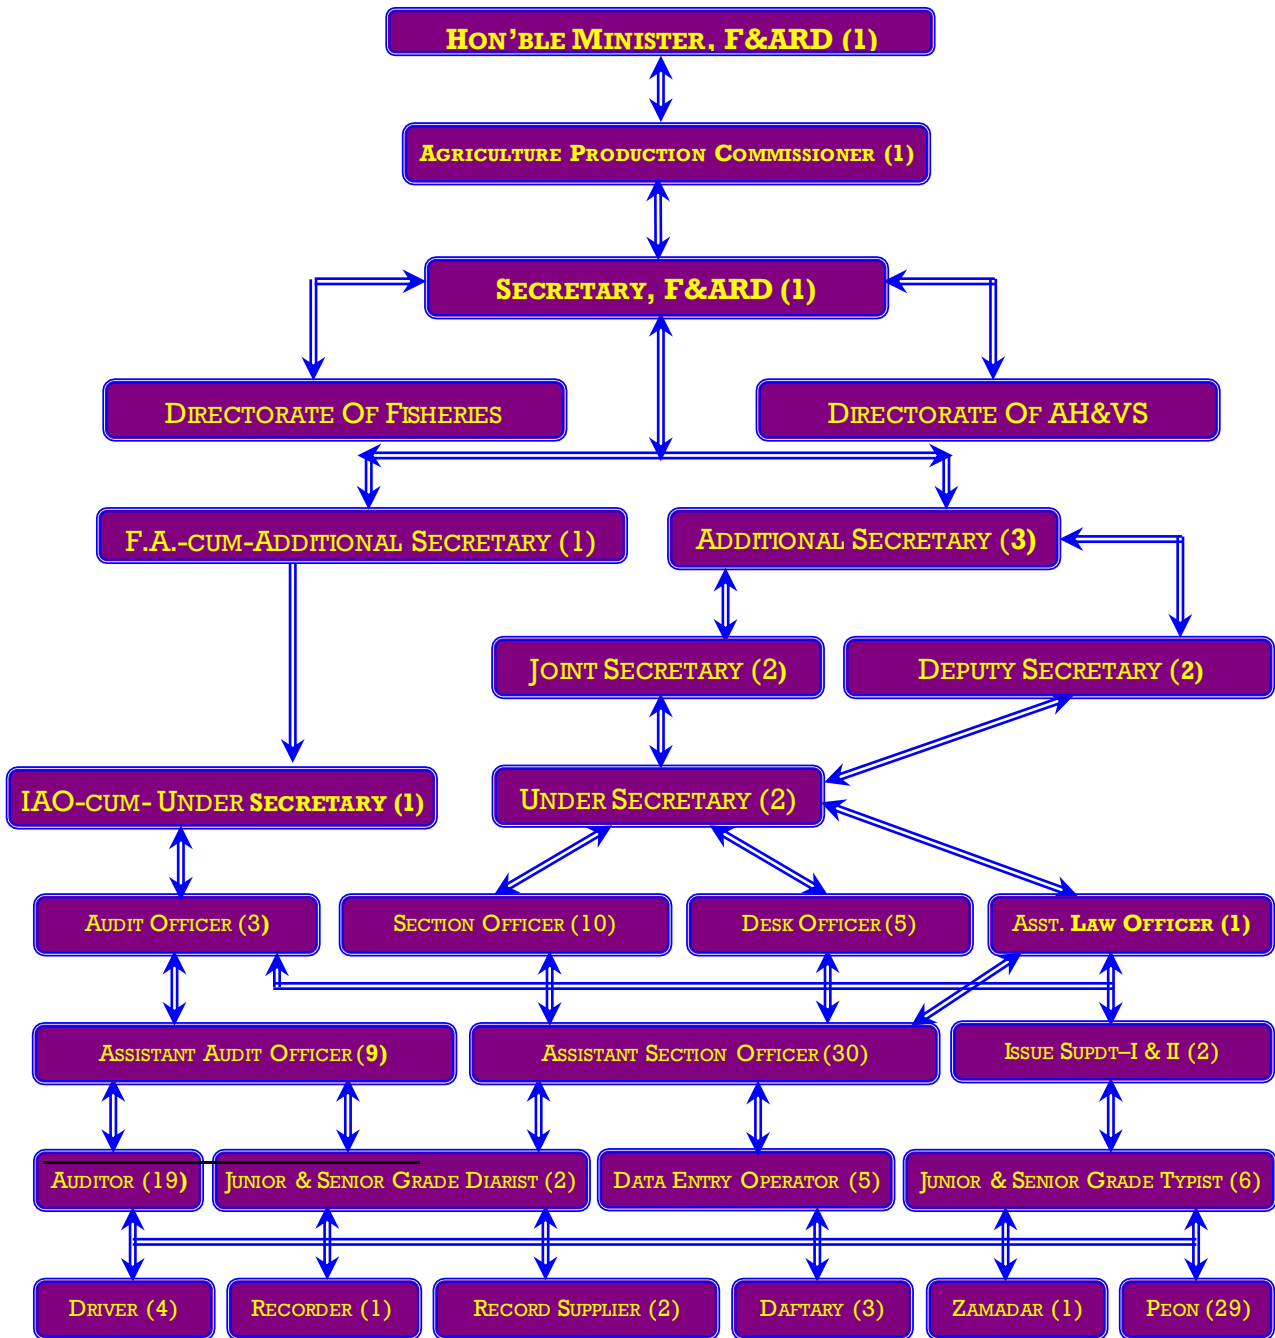 Hon'ble Minister, F&ARD (1)
Agriculture Production Commissioner (1)
Secretary, F&ARD (1)
Directorate Of Fisheries
Directorate Of AH&VS
F.A.-cum-Additional Secretary (1)
Additional Secretary (3)
Joint Secretary (2)
Deputy Secretary (2)
IAO-cum- Under Secretary (1)
Under Secretary (2)
Audit Officer (3)
Section Officer (10)
Desk Officer (5)
Asst. Law Officer (1)
Assistant Audit Officer (9)
Assistant Section Officer (30)
Issue Supdt–I & II (2)
Auditor (19)
Junior & Senior Grade Diarist (2)
Data Entry Operator (5)
Junior & Senior Grade Typist (6)
Driver (4)
Recorder (1)
Record Supplier (2)
Daftary (3)
Zamadar (1)
Peon (29)